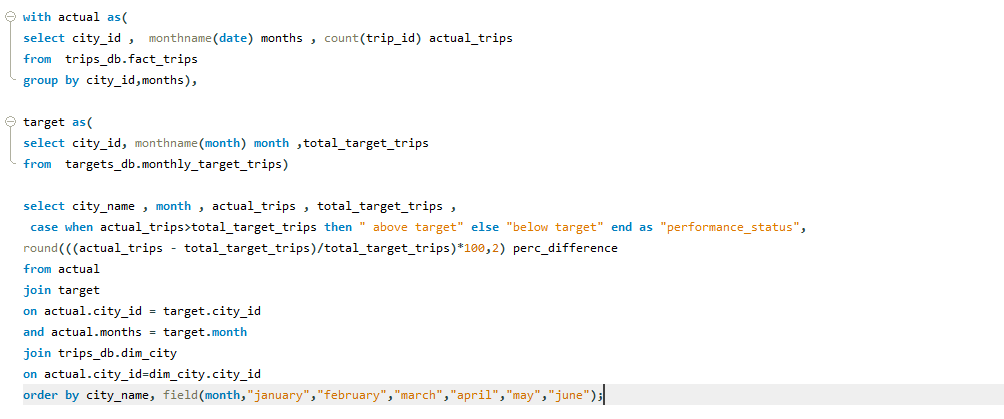 with actual as(
select city_id ,  monthname(date) months , count(trip_id) actual_trips
from  trips_db.fact_trips
group by city_id,months),
target as(
select city_id, monthname(month) month ,total_target_trips
from  targets_db.monthly_target_trips)
select city_name , month , actual_trips , total_target_trips ,
case when actual_trips>total_target_trips then " above target" else "below target" end as "performance_status",
round(((actual_trips - total_target_trips)/total_target_trips)*100,2) perc_difference
from actual
join target
on actual.city_id = target.city_id
and actual.months = target.month
join trips_db.dim_city
on actual.city_id=dim_city.city_id
order by city_name, field(month,"january","february","march","april","may","june");